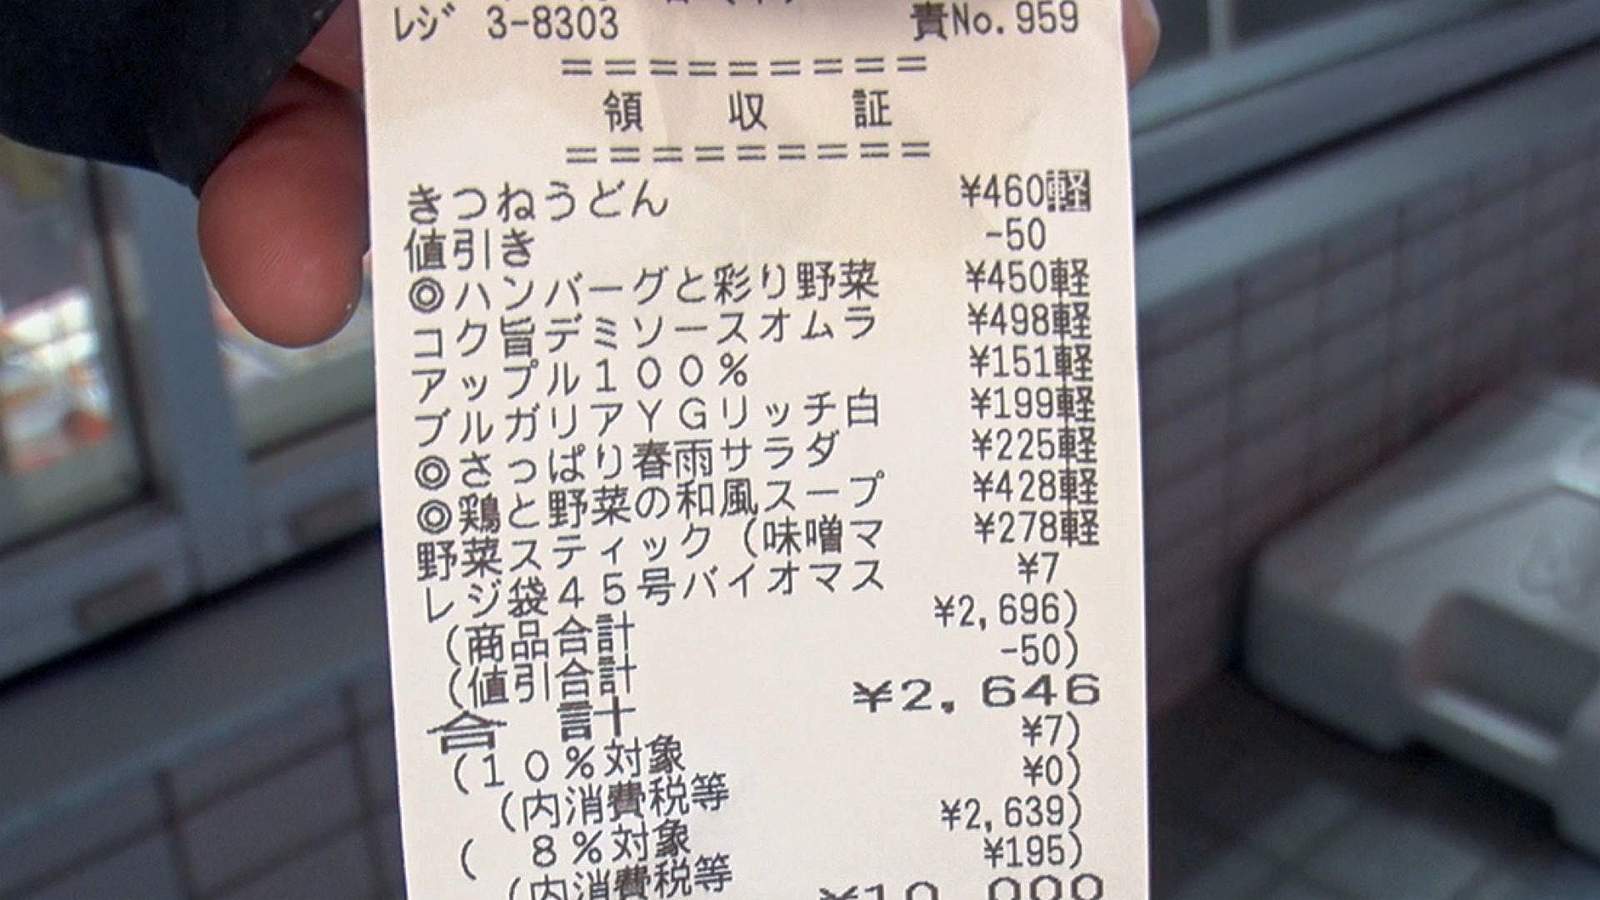 ﾚｼﾞ 3-8303 責No.959
=========
領 収 証
=========
きつねうどん ¥460軽
値引き -50
◎ハンバーグと彩り野菜 ¥450軽
コク旨デミソースオムラ ¥498軽
アップル100% ¥151軽
ブルガリアYGリッチ白 ¥199軽
◎さっぱり春雨サラダ ¥225軽
◎鶏と野菜の和風スープ ¥428軽
野菜スティック(味噌マ ¥278軽
レジ袋45号バイオマス ¥7
(商品合計 ¥2,696)
(値引合計 -50)
合 計 ¥2,646
(10%対象 ¥7)
(内消費税等 ¥0)
( 8%対象 ¥2,639)
(内消費税等 ¥195)
¥10,000